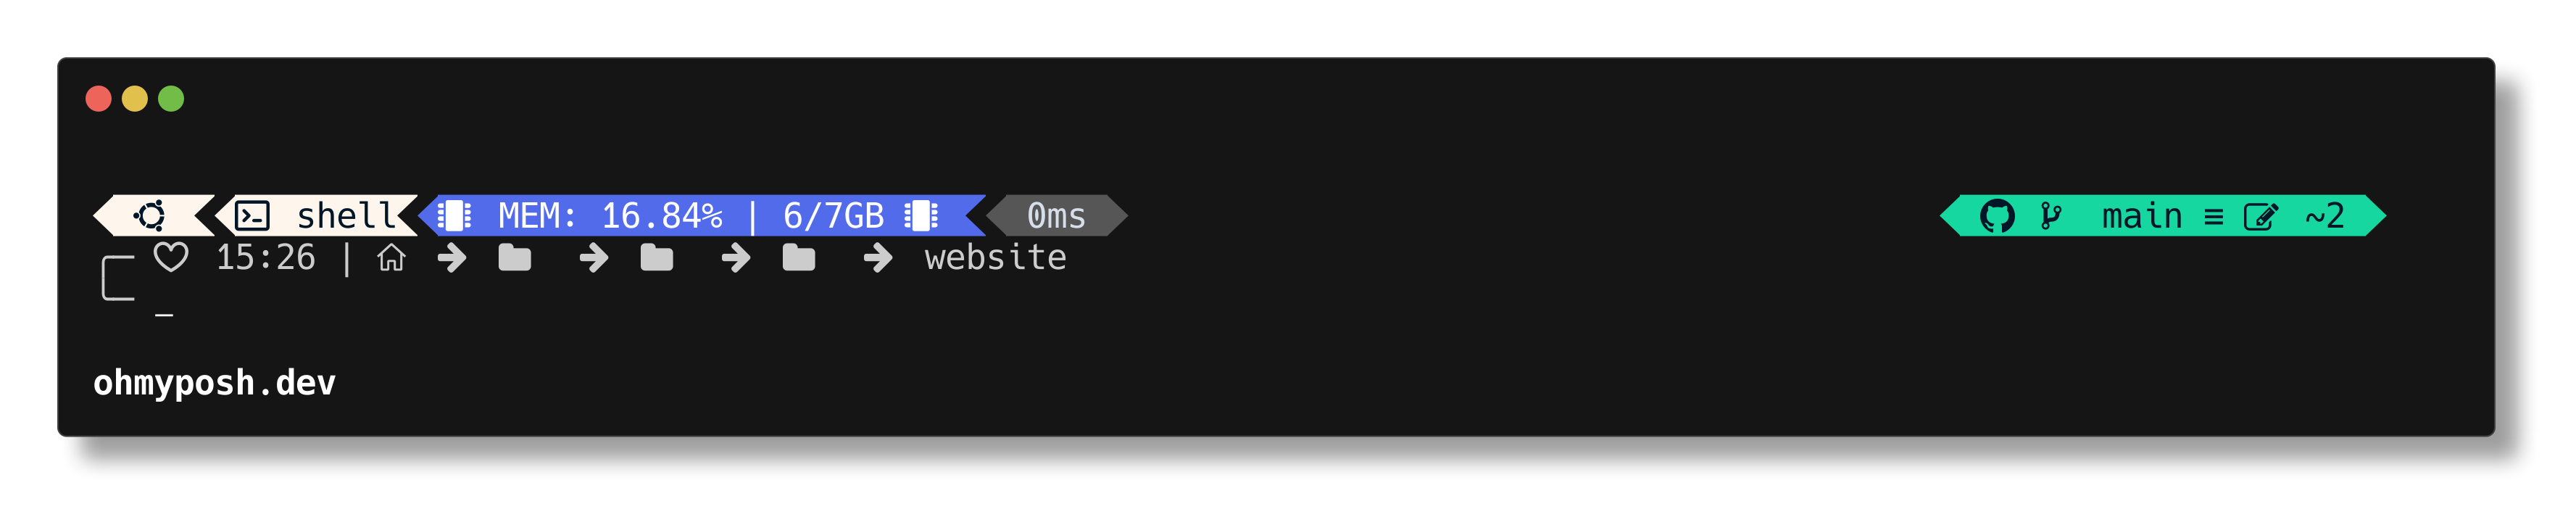 shell MEM: 16.84% | 6/7GB 0ms main ≡ ~2
15:26 | website
_
ohmyposh.dev